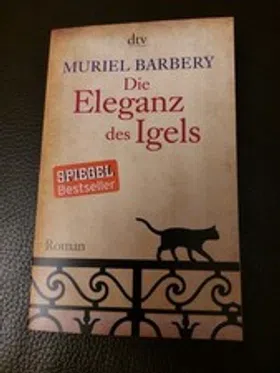 dtv
MURIEL BARBERY
Die
Eleganz
des Igels
SPIEGEL
Bestseller
Roman